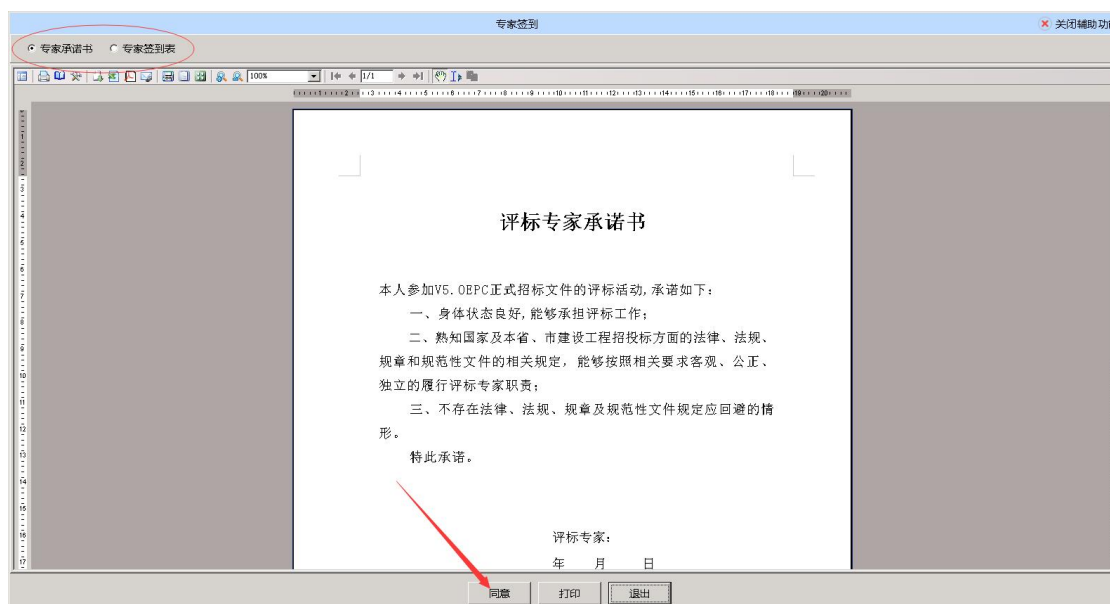 专家签到
关闭辅助功能
专家承诺书 专家签到表
100% 1/1
评标专家承诺书
本人参加V5.0EPC正式招标文件的评标活动,承诺如下:
一、身体状态良好,能够承担评标工作;
二、熟知国家及本省、市建设工程招投标方面的法律、法规、
规章和规范性文件的相关规定,能够按照相关要求客观、公正、
独立的履行评标专家职责;
三、不存在法律、法规、规章及规范性文件规定应回避的情
形。
特此承诺。
评标专家:
年 月 日
同意 打印 退出